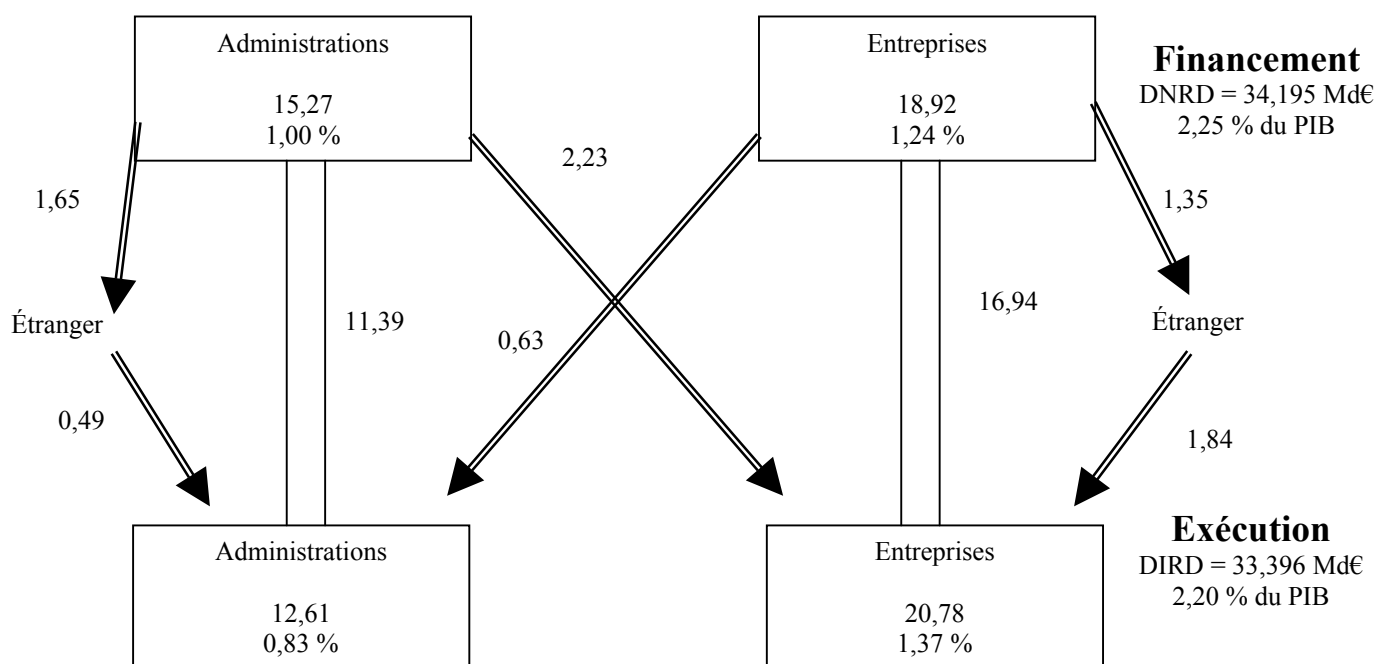 Administrations
15,27
1,00 %
Entreprises
18,92
1,24 %
Financement
DNRD = 34,195 Md€
2,25 % du PIB
2,23
1,65
1,35
11,39
16,94
Étranger
0,63
Étranger
0,49
1,84
Administrations
12,61
0,83 %
Entreprises
20,78
1,37 %
Exécution
DIRD = 33,396 Md€
2,20 % du PIB